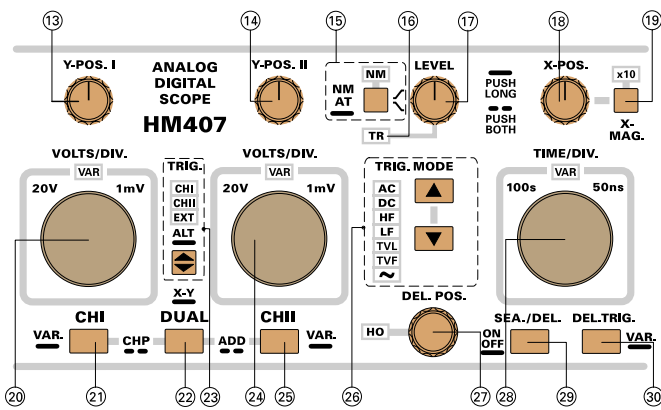 13 14 15 16 17 18 19
Y-POS. I
ANALOG
DIGITAL
SCOPE
HM407
Y-POS. II
NM
AT
NM
LEVEL
TR
PUSH
LONG
PUSH
BOTH
X-POS.
x10
X-
MAG.
VOLTS/DIV.
VAR
20V 1mV
TRIG.
CHI
CHII
EXT
ALT
X-Y
VOLTS/DIV.
VAR
20V 1mV
TRIG. MODE
AC
DC
HF
LF
TVL
TVF
~
TIME/DIV.
VAR
100s 50ns
DEL. POS.
HO
CHI
VAR.
CHP
DUAL
ADD
CHII
VAR.
ON
OFF
SEA./DEL.
DEL.TRIG.
VAR.
20 21 22 23 24 25 26 27 28 29 30